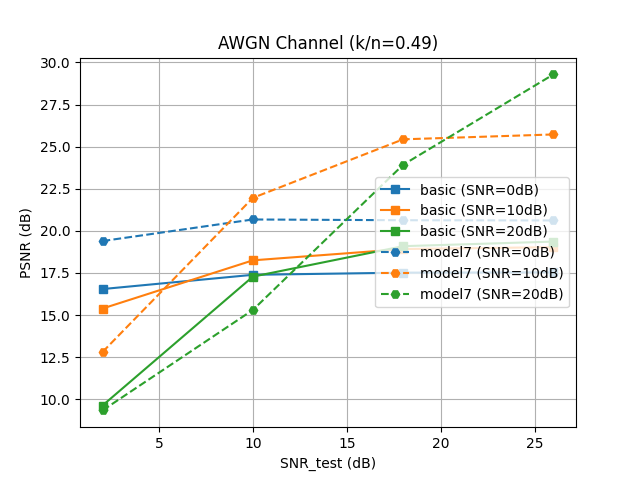 AWGN Channel (k/n=0.49)
30.0
27.5
25.0
22.5
20.0
17.5
15.0
12.5
10.0
PSNR (dB)
basic (SNR=0dB)
basic (SNR=10dB)
basic (SNR=20dB)
model7 (SNR=0dB)
model7 (SNR=10dB)
model7 (SNR=20dB)
5 10 15 20 25
SNR_test (dB)